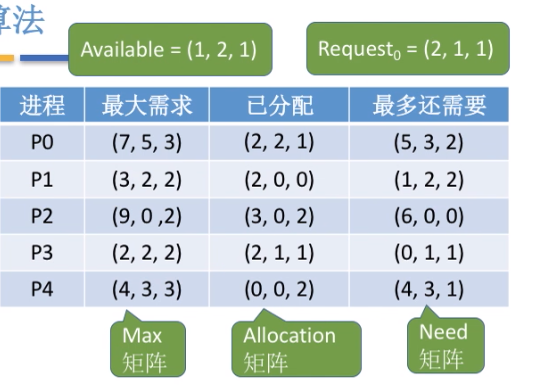 算法
Available = (1, 2, 1)
Request₀ = (2, 1, 1)
进程 最大需求 已分配 最多还需要
P0 (7, 5, 3) (2, 2, 1) (5, 3, 2)
P1 (3, 2, 2) (2, 0, 0) (1, 2, 2)
P2 (9, 0 ,2) (3, 0, 2) (6, 0, 0)
P3 (2, 2, 2) (2, 1, 1) (0, 1, 1)
P4 (4, 3, 3) (0, 0, 2) (4, 3, 1)
Max
矩阵
Allocation
矩阵
Need
矩阵